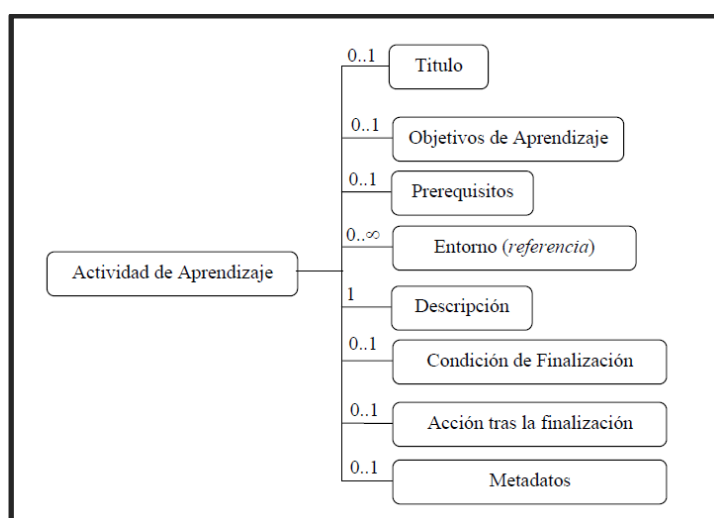 0..1
Titulo
0..1
Objetivos de Aprendizaje
0..1
Prerequisitos
0..∞
Entorno (referencia)
Actividad de Aprendizaje
1
Descripción
0..1
Condición de Finalización
0..1
Acción tras la finalización
0..1
Metadatos